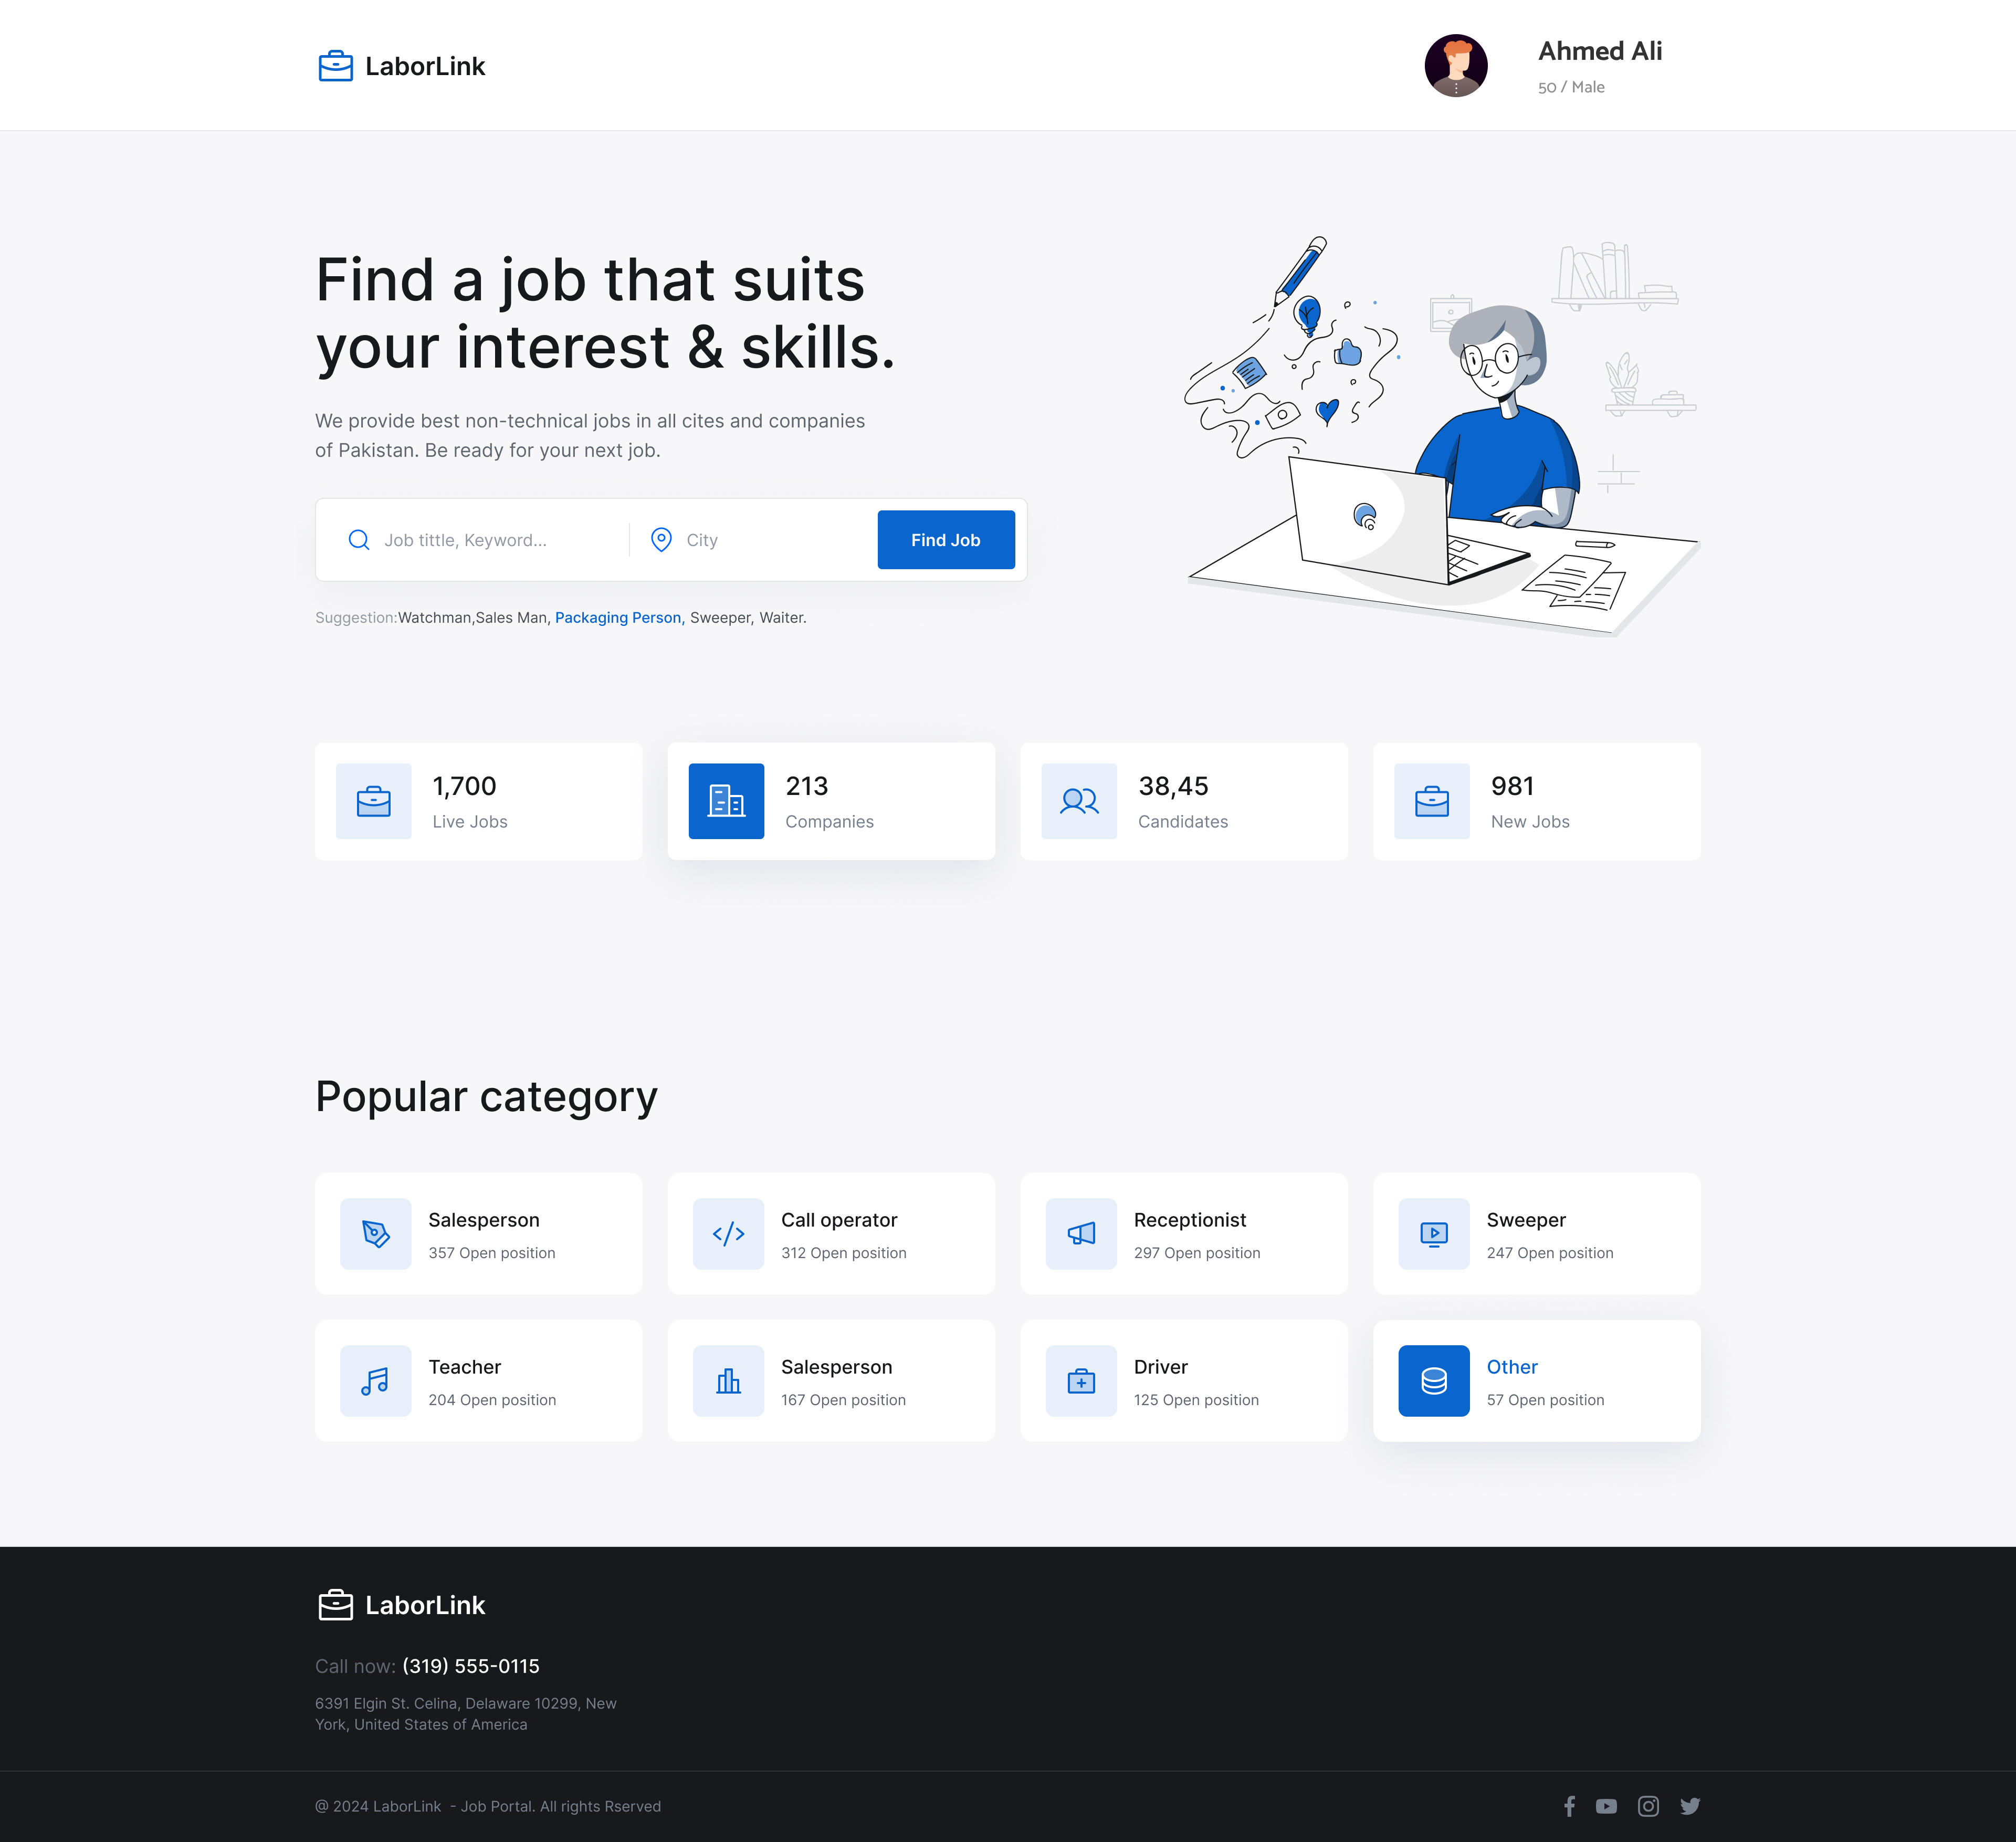 LaborLink
Ahmed Ali
50 / Male
Find a job that suits
your interest & skills.
We provide best non-technical jobs in all cites and companies
of Pakistan. Be ready for your next job.
Job tittle, Keyword...
City
Find Job
Suggestion:Watchman,Sales Man, Packaging Person, Sweeper, Waiter.
1,700
Live Jobs
213
Companies
38,45
Candidates
981
New Jobs
Popular category
Salesperson
357 Open position
Call operator
312 Open position
Receptionist
297 Open position
Sweeper
247 Open position
Teacher
204 Open position
Salesperson
167 Open position
Driver
125 Open position
Other
57 Open position
LaborLink
Call now: (319) 555-0115
6391 Elgin St. Celina, Delaware 10299, New
York, United States of America
@ 2024 LaborLink - Job Portal. All rights Rserved